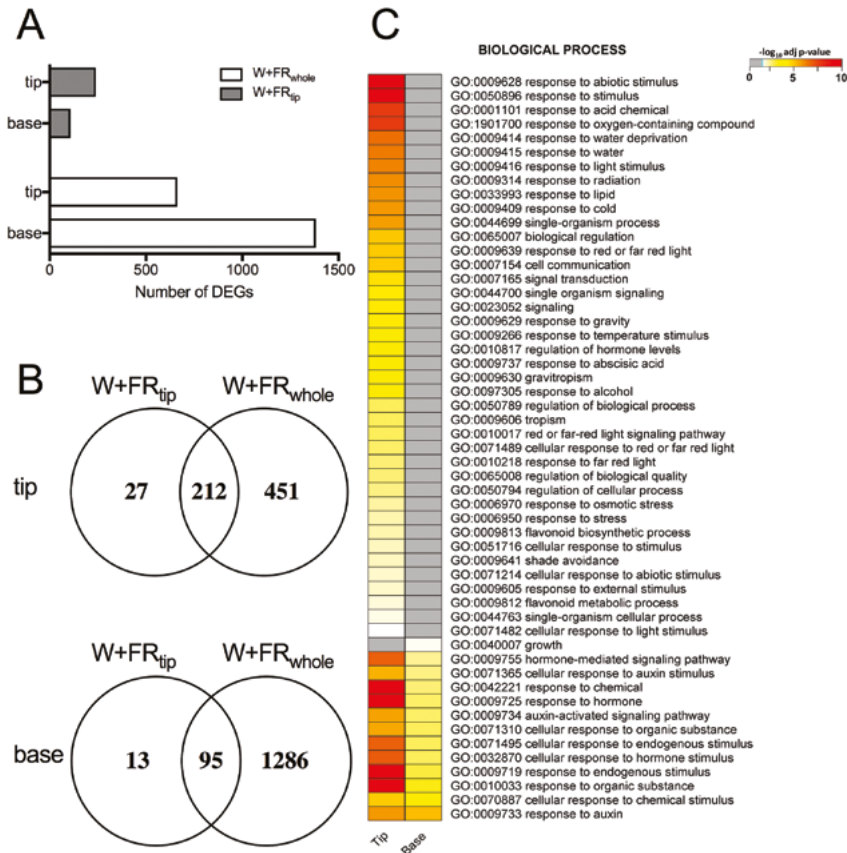 A
tip
base
tip
base
0
500
1000
1500
Number of DEGs
W+FRwhole
W+FRtip
B
W+FRtip
W+FRwhole
tip
27
212
451
W+FRtip
W+FRwhole
base
13
95
1286
C
BIOLOGICAL PROCESS
-log10 adj p-value
0
1
5
10
GO:0009628 response to abiotic stimulus
GO:0050896 response to stimulus
GO:0001101 response to acid chemical
GO:1901700 response to oxygen-containing compound
GO:0009414 response to water deprivation
GO:0009415 response to water
GO:0009416 response to light stimulus
GO:0009314 response to radiation
GO:0033993 response to lipid
GO:0009409 response to cold
GO:0044699 single-organism process
GO:0065007 biological regulation
GO:0009639 response to red or far red light
GO:0007154 cell communication
GO:0007165 signal transduction
GO:0044700 single organism signaling
GO:0023052 signaling
GO:0009629 response to gravity
GO:0009266 response to temperature stimulus
GO:0010817 regulation of hormone levels
GO:0009737 response to abscisic acid
GO:0009630 gravitropism
GO:0097305 response to alcohol
GO:0050789 regulation of biological process
GO:0009606 tropism
GO:0010017 red or far-red light signaling pathway
GO:0071489 cellular response to red or far red light
GO:0010218 response to far red light
GO:0065008 regulation of biological quality
GO:0050794 regulation of cellular process
GO:0006970 response to osmotic stress
GO:0006950 response to stress
GO:0009813 flavonoid biosynthetic process
GO:0051716 cellular response to stimulus
GO:0009641 shade avoidance
GO:0071214 cellular response to abiotic stimulus
GO:0009605 response to external stimulus
GO:0009812 flavonoid metabolic process
GO:0044763 single-organism cellular process
GO:0071482 cellular response to light stimulus
GO:0040007 growth
GO:0009755 hormone-mediated signaling pathway
GO:0071365 cellular response to auxin stimulus
GO:0042221 response to chemical
GO:0009725 response to hormone
GO:0009734 auxin-activated signaling pathway
GO:0071310 cellular response to organic substance
GO:0071495 cellular response to endogenous stimulus
GO:0032870 cellular response to hormone stimulus
GO:0009719 response to endogenous stimulus
GO:0010033 response to organic substance
GO:0070887 cellular response to chemical stimulus
GO:0009733 response to auxin
Tip
Base